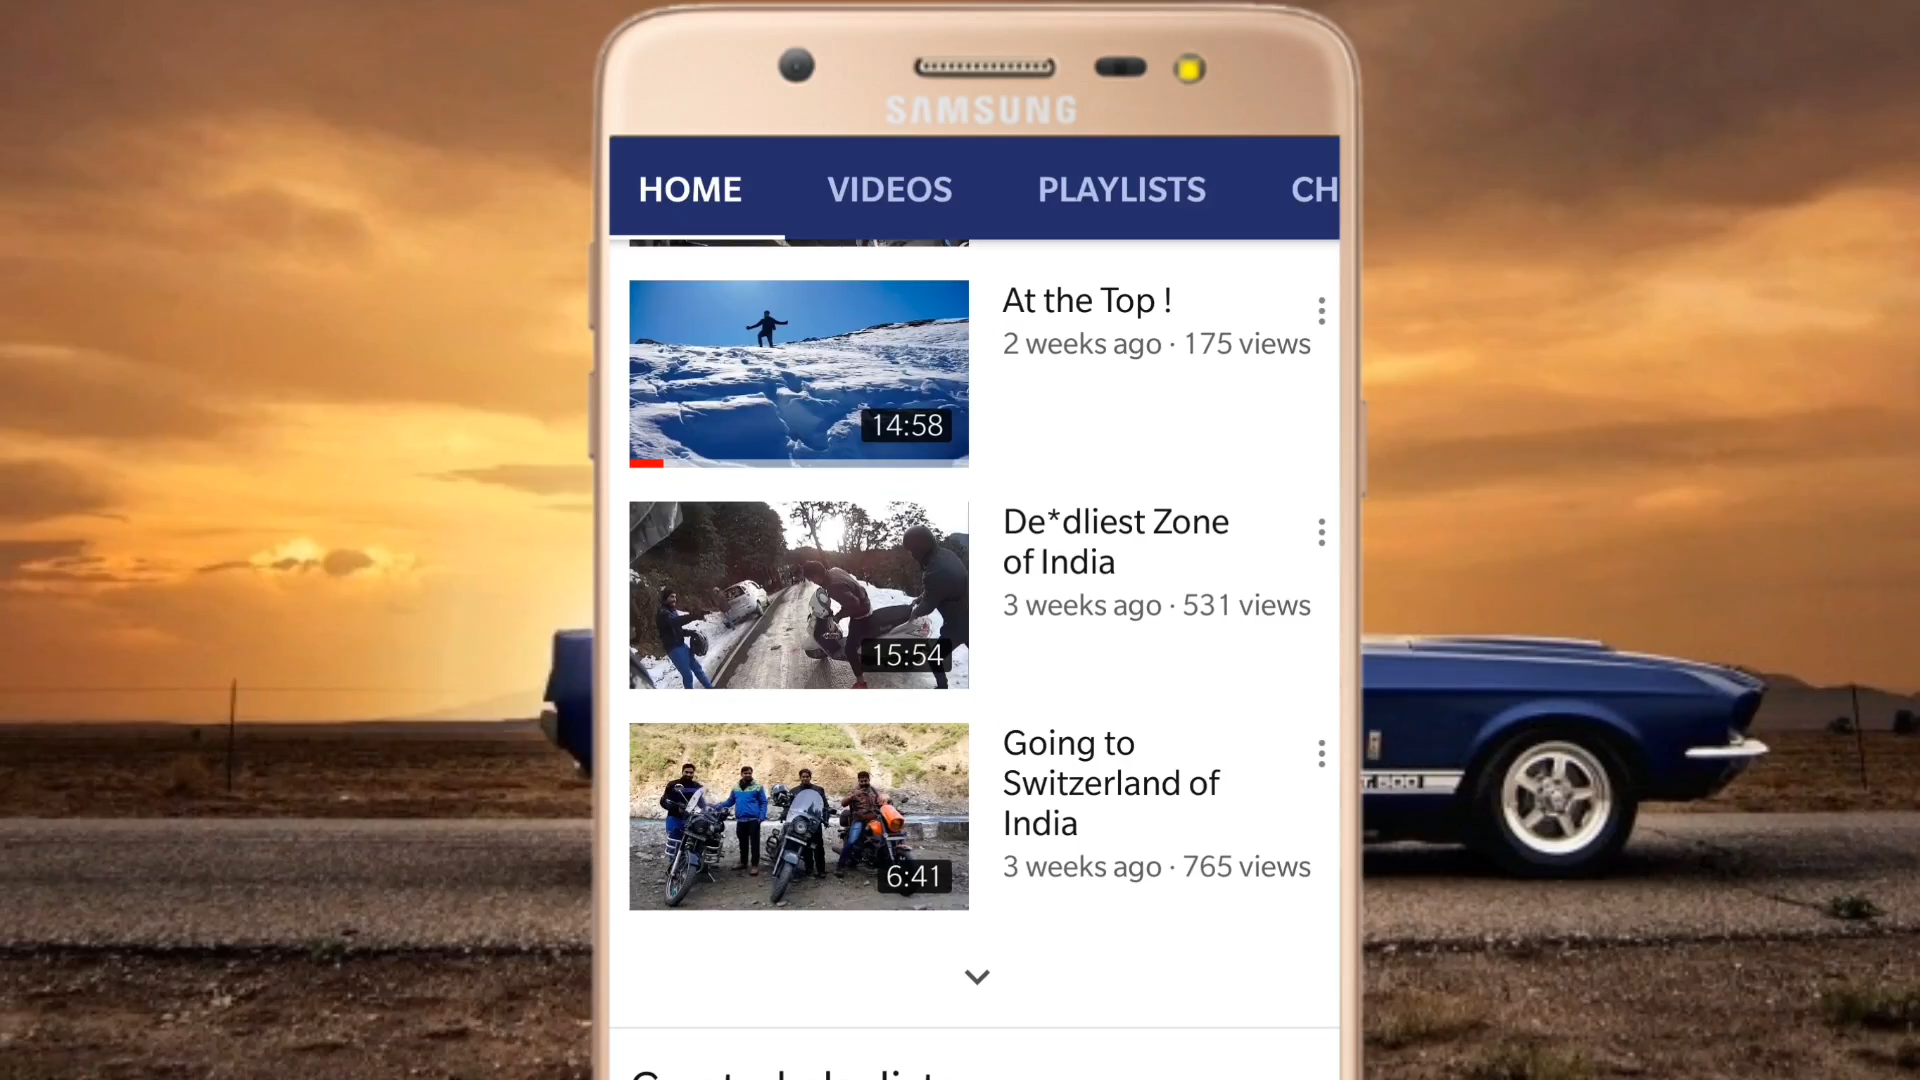 SAMSUNG
HOME VIDEOS PLAYLISTS CH
At the Top !
2 weeks ago · 175 views
14:58
De*dliest Zone
of India
3 weeks ago · 531 views
15:54
Going to
Switzerland of
India
3 weeks ago · 765 views
6:41
T.500